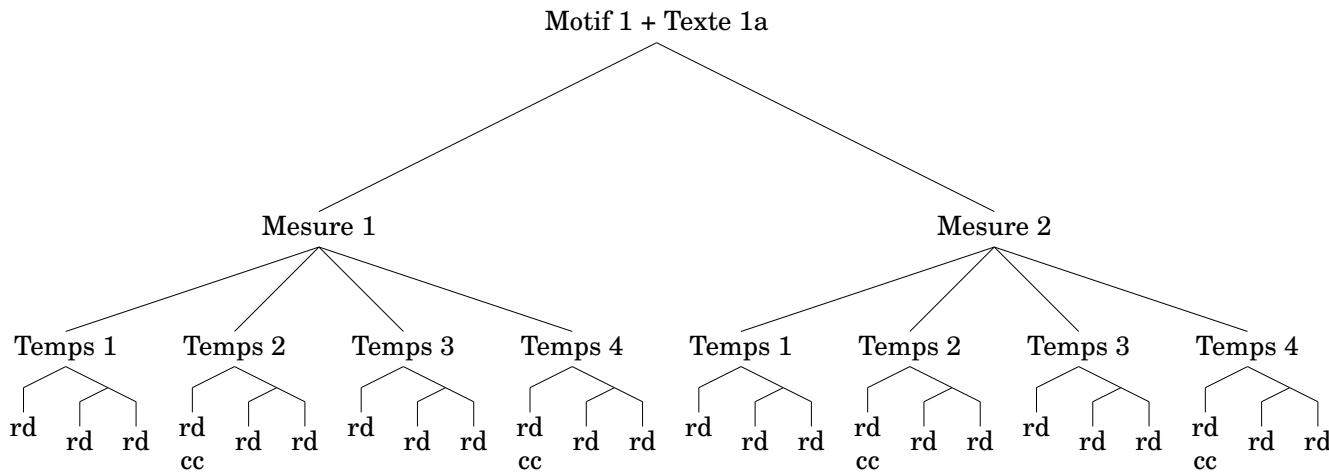 Motif 1 + Texte 1a
Mesure 1 Mesure 2
Temps 1 Temps 2 Temps 3 Temps 4 Temps 1 Temps 2 Temps 3 Temps 4
rd rd rd rd rd rd rd rd rd rd rd rd rd rd rd rd rd rd rd rd rd rd rd rd
cc cc cc cc